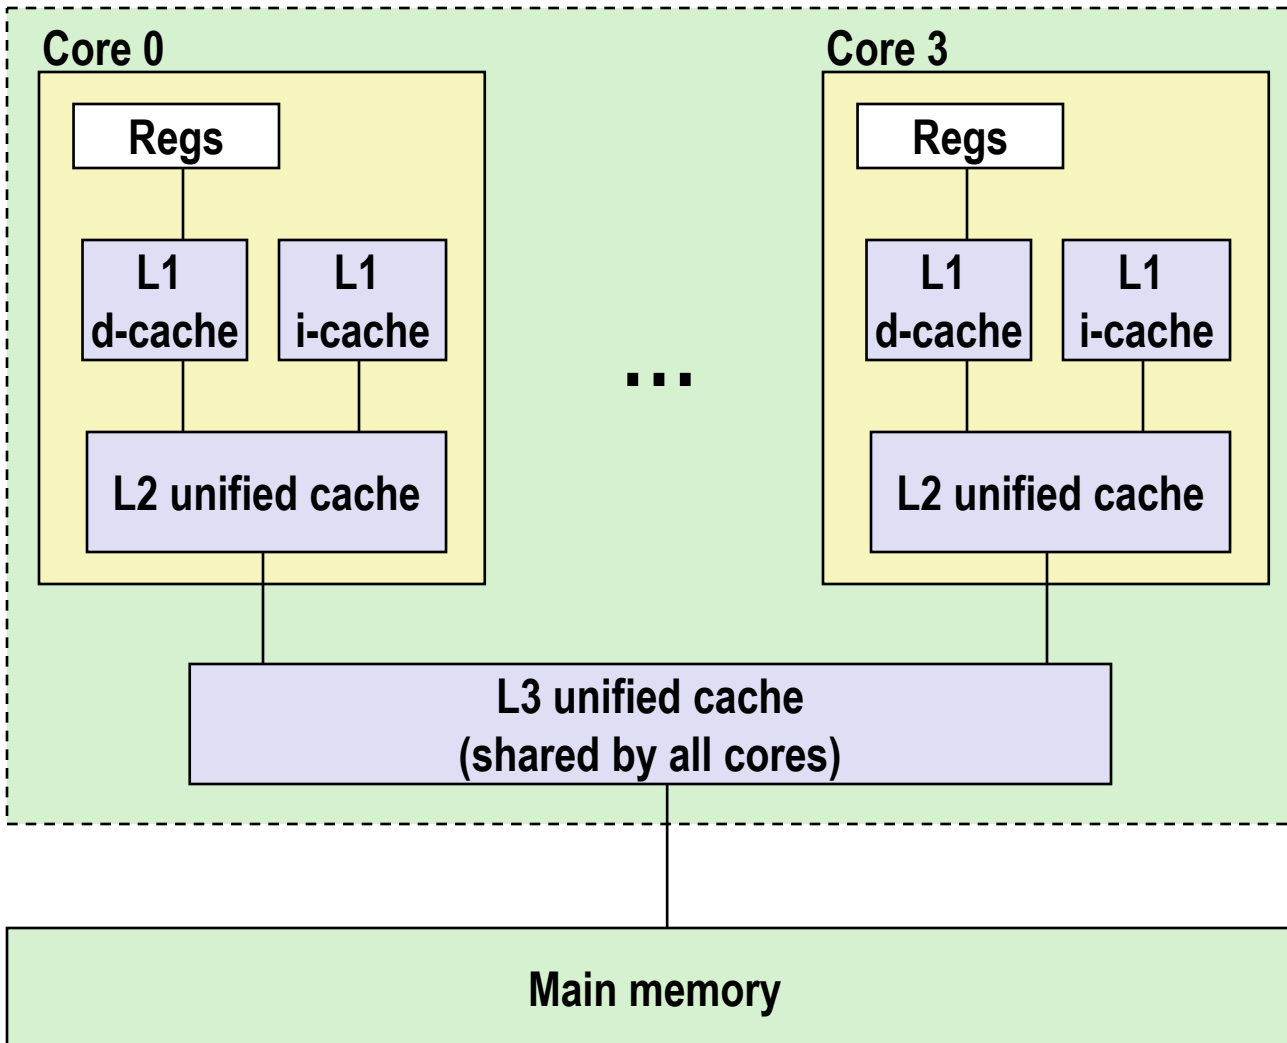 Core 0
Regs
L1
d-cache
L1
i-cache
L2 unified cache
...
Core 3
Regs
L1
d-cache
L1
i-cache
L2 unified cache
L3 unified cache
(shared by all cores)
Main memory